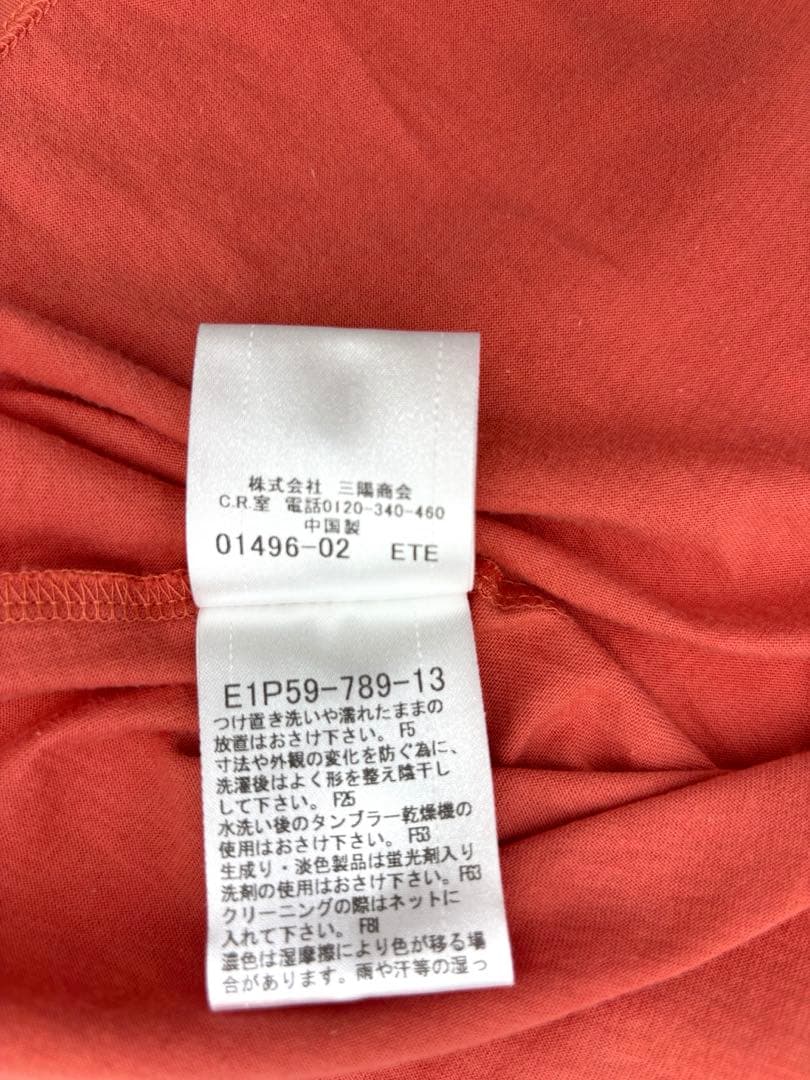 株式会社 三陽商会
C.R.室 電話0120-340-460
中国製
01496-02 ETE
E1P59-789-13
つけ置き洗いや濡れたままの
放置はおさけ下さい。 F5
寸法や外観の変化を防ぐ為に、
洗濯後はよく形を整え陰干し
して下さい。 F25
水洗い後のタンブラー乾燥機の
使用はおさけ下さい。 F53
生成り・淡色製品は蛍光剤入り
洗剤の使用はおさけ下さい。F63
クリーニングの際はネットに
入れて下さい。 F81
濃色は湿摩擦により色が移る場
合があります。雨や汗等の湿っ